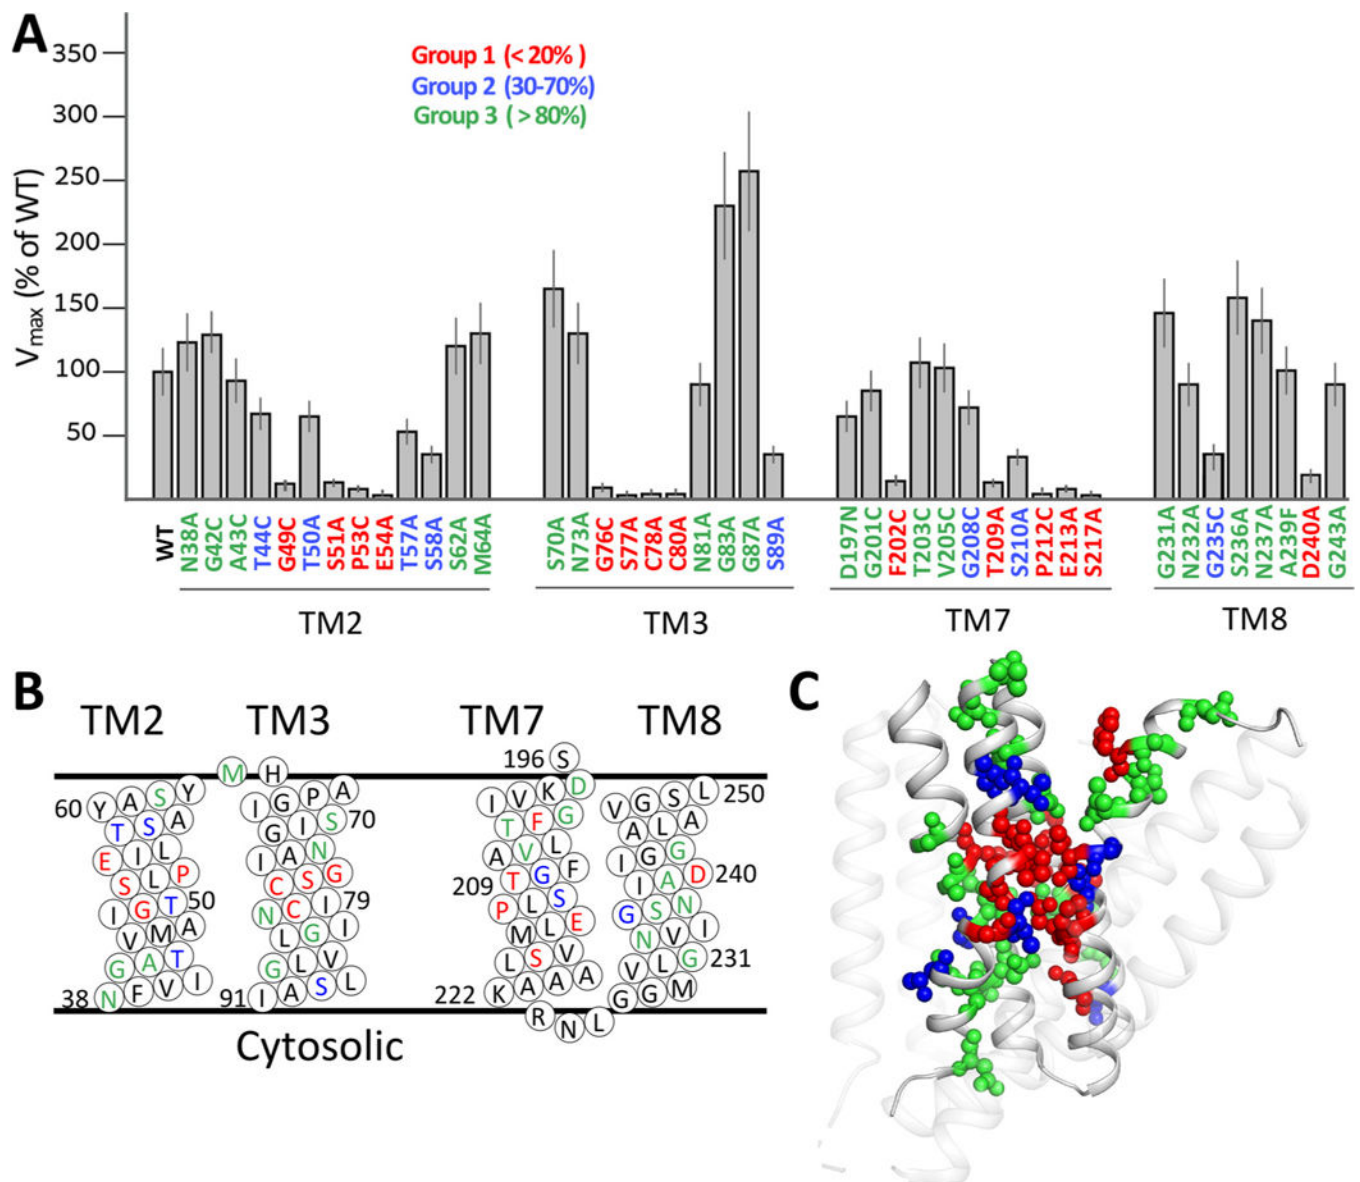 A
350
300
250
200
150
100
50
Vmax (% of WT)
Group 1 (< 20% )
Group 2 (30-70%)
Group 3 ( > 80%)
WT N38A G42C A43C T44C G49C T50A S51A P53C E54A T57A S58A S62A M64A S70A N73A G76C S77A C78A C80A N81A G83A G87A S89A D197N G201C F202C T203C V205C G208C T209A S210A P212C E213A S217A G231A N232A G235C S236A N237A A239F D240A G243A
TM2 TM3 TM7 TM8
B
TM2 TM3 TM7 TM8
M H 196 S
60 Y A S Y I G P A I V K D V G S L 250
T S A G I S 70 T F G A L A
E I L I A N A V L I G G
S L P C S G T G F I A D 240
I G T 50 N C I 79 209 P L S G S N
V M A L G I M L E N V I
G A T G L V L S V V L G 231
38 N F V I 91 I A S L 222 K A A A G G M
R N L
Cytosolic
C